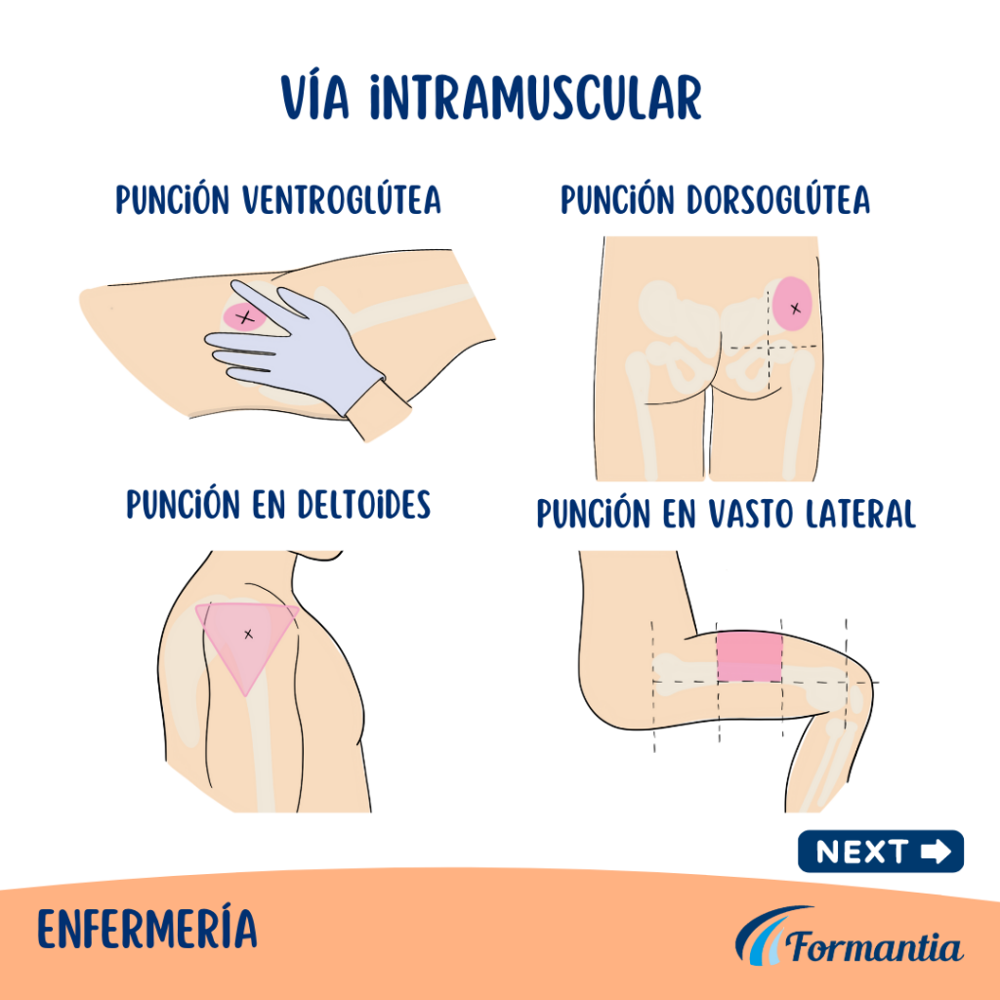 VÍA INTRAMUSCULAR
PUNCIÓN VENTROGLÚTEA
PUNCIÓN DORSOGLÚTEA
PUNCIÓN EN DELTOIDES
PUNCIÓN EN VASTO LATERAL
NEXT
ENFERMERÍA
Formantia